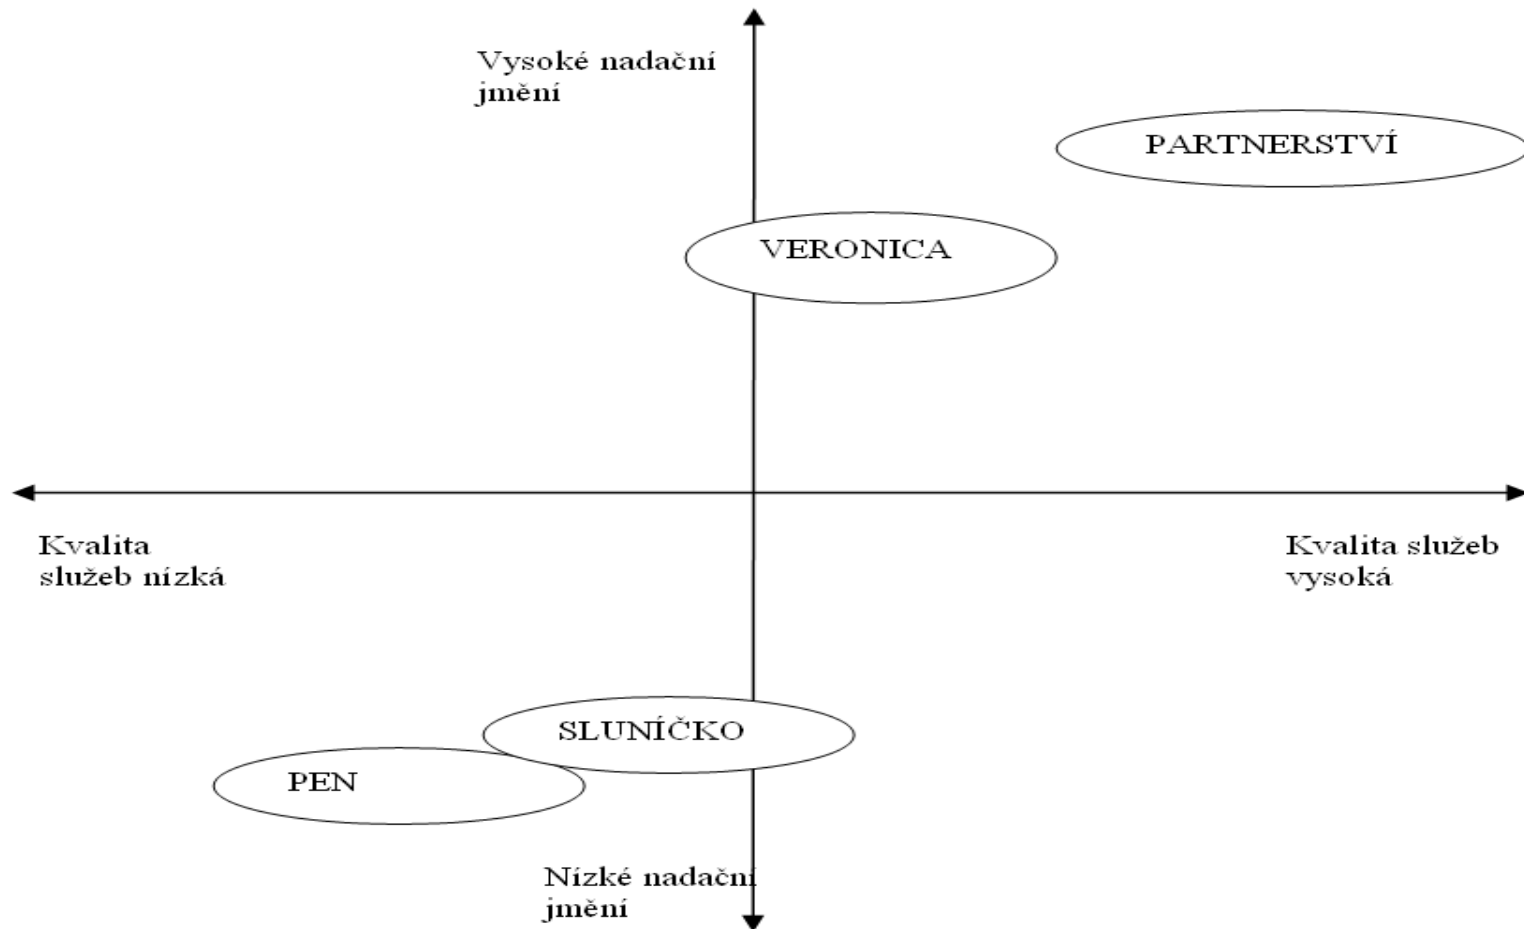 Vysoké nadační
jmění
PARTNERSTVÍ
VERONICA
Kvalita
služeb nízká
Kvalita služeb
vysoká
SLUNÍČKO
PEN
Nízké nadační
jmění